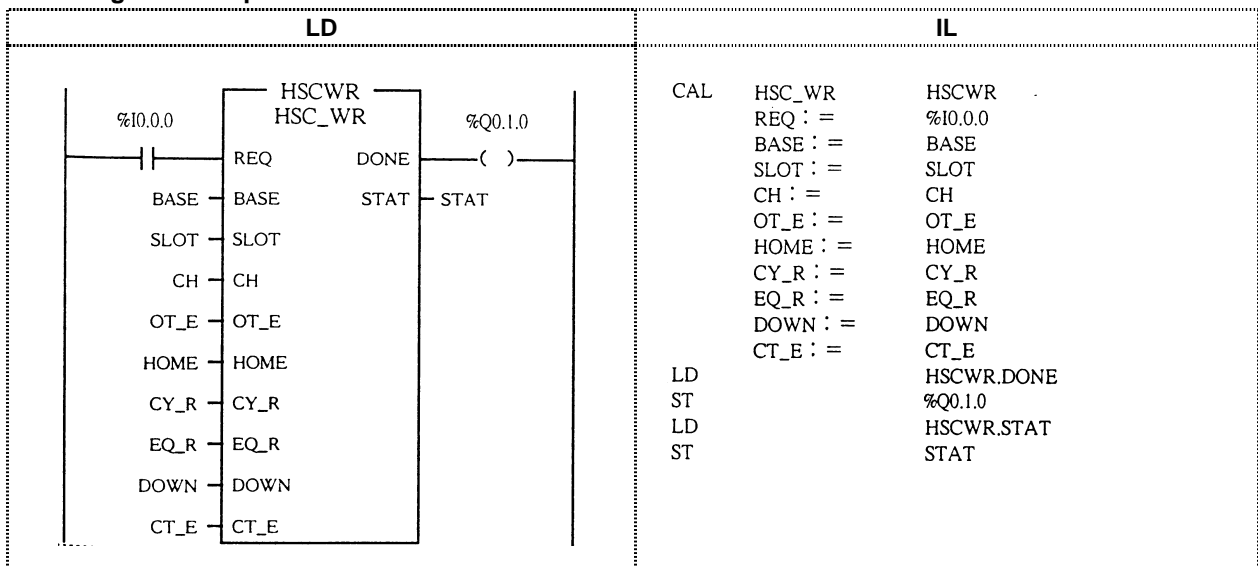 LD
IL
HSCWR
HSC_WR
%I0.0.0
%Q0.1.0
REQ DONE
BASE BASE STAT STAT
SLOT SLOT
CH CH
OT_E OT_E
HOME HOME
CY_R CY_R
EQ_R EQ_R
DOWN DOWN
CT_E CT_E
CAL HSC_WR HSCWR
REQ : = %I0.0.0
BASE : = BASE
SLOT : = SLOT
CH : = CH
OT_E : = OT_E
HOME : = HOME
CY_R : = CY_R
EQ_R : = EQ_R
DOWN : = DOWN
CT_E : = CT_E
LD HSCWR.DONE
ST %Q0.1.0
LD HSCWR.STAT
ST STAT